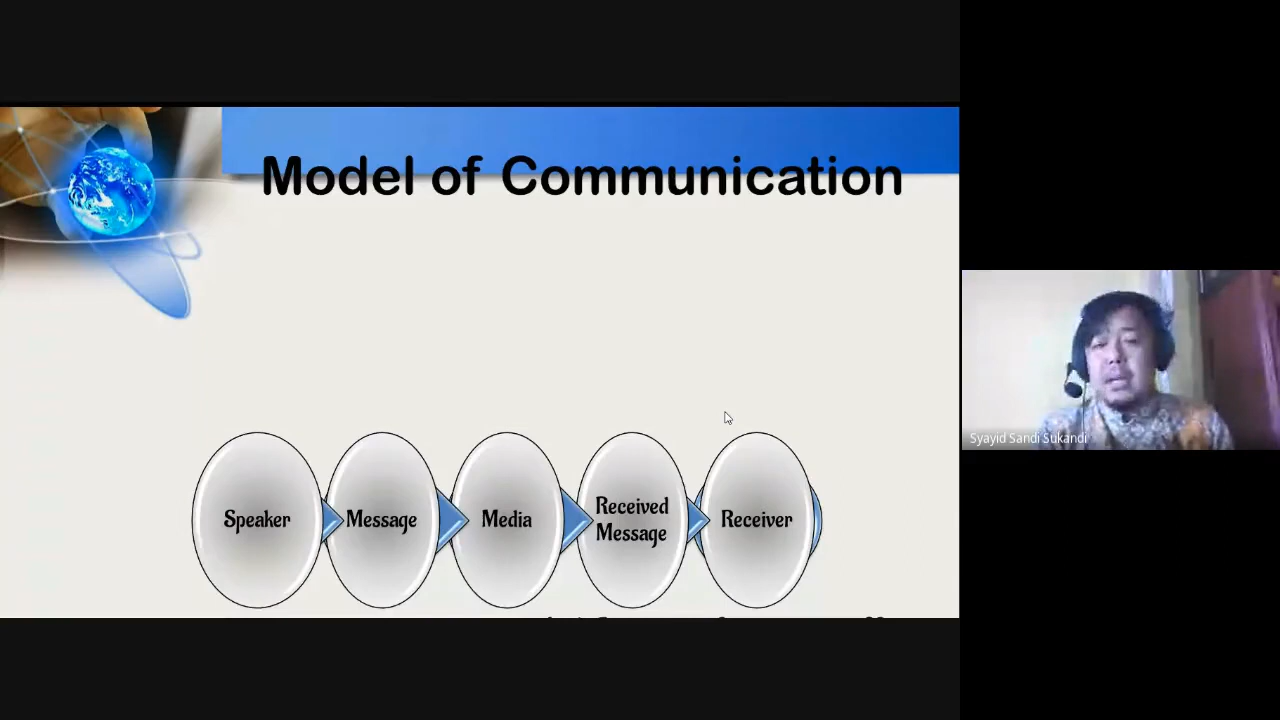 Model of Communication
Speaker
Message
Media
Received
Message
Receiver
Syayid Sandi Sukandi